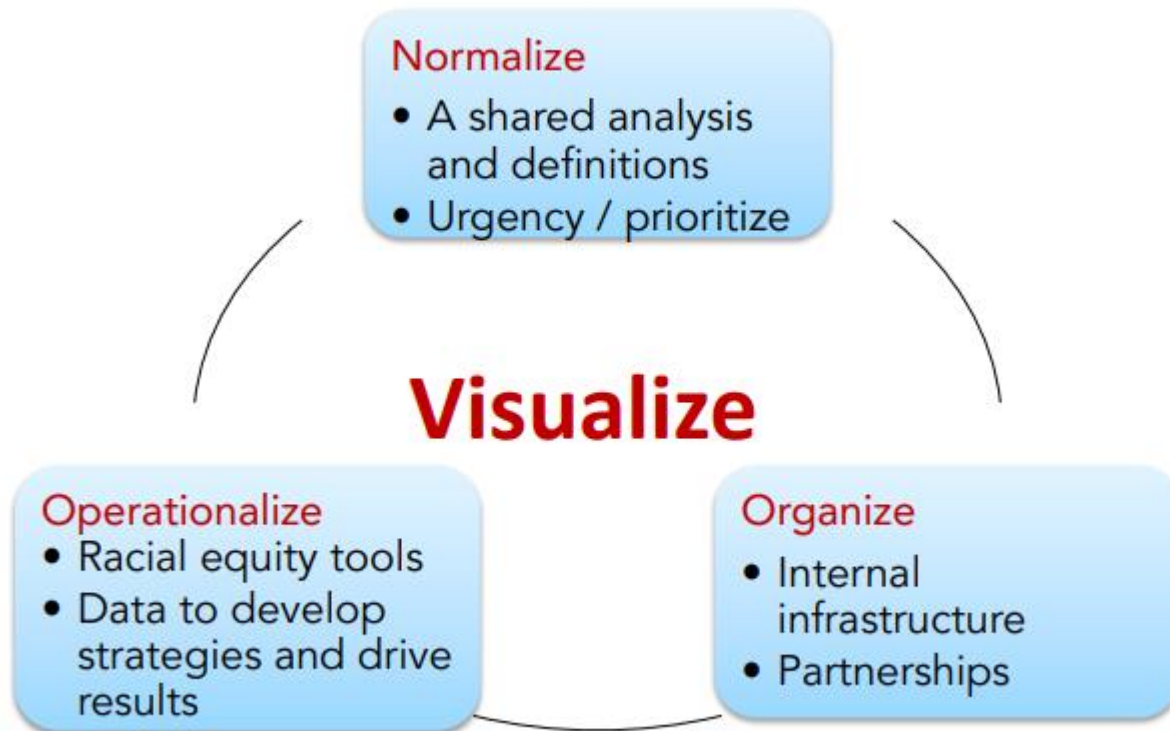 Normalize
• A shared analysis
and definitions
• Urgency / prioritize
Visualize
Operationalize
• Racial equity tools
• Data to develop
strategies and drive
results
Organize
• Internal
infrastructure
• Partnerships